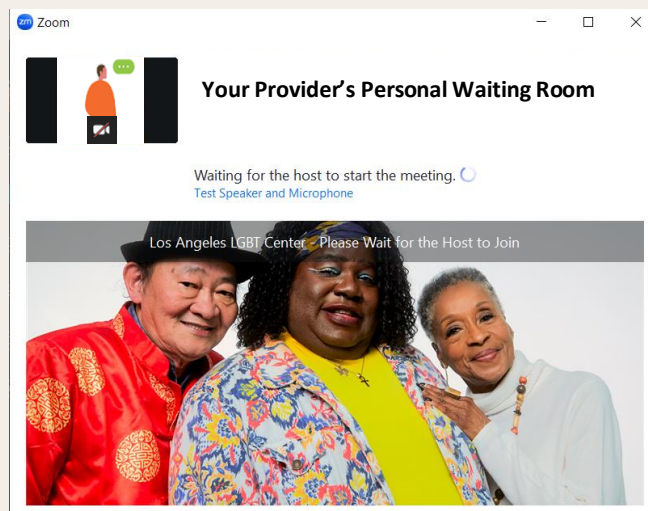 zm Zoom
Your Provider's Personal Waiting Room
Waiting for the host to start the meeting.
Test Speaker and Microphone
Los Angeles LGBT Center - Please Wait for the Host to Join